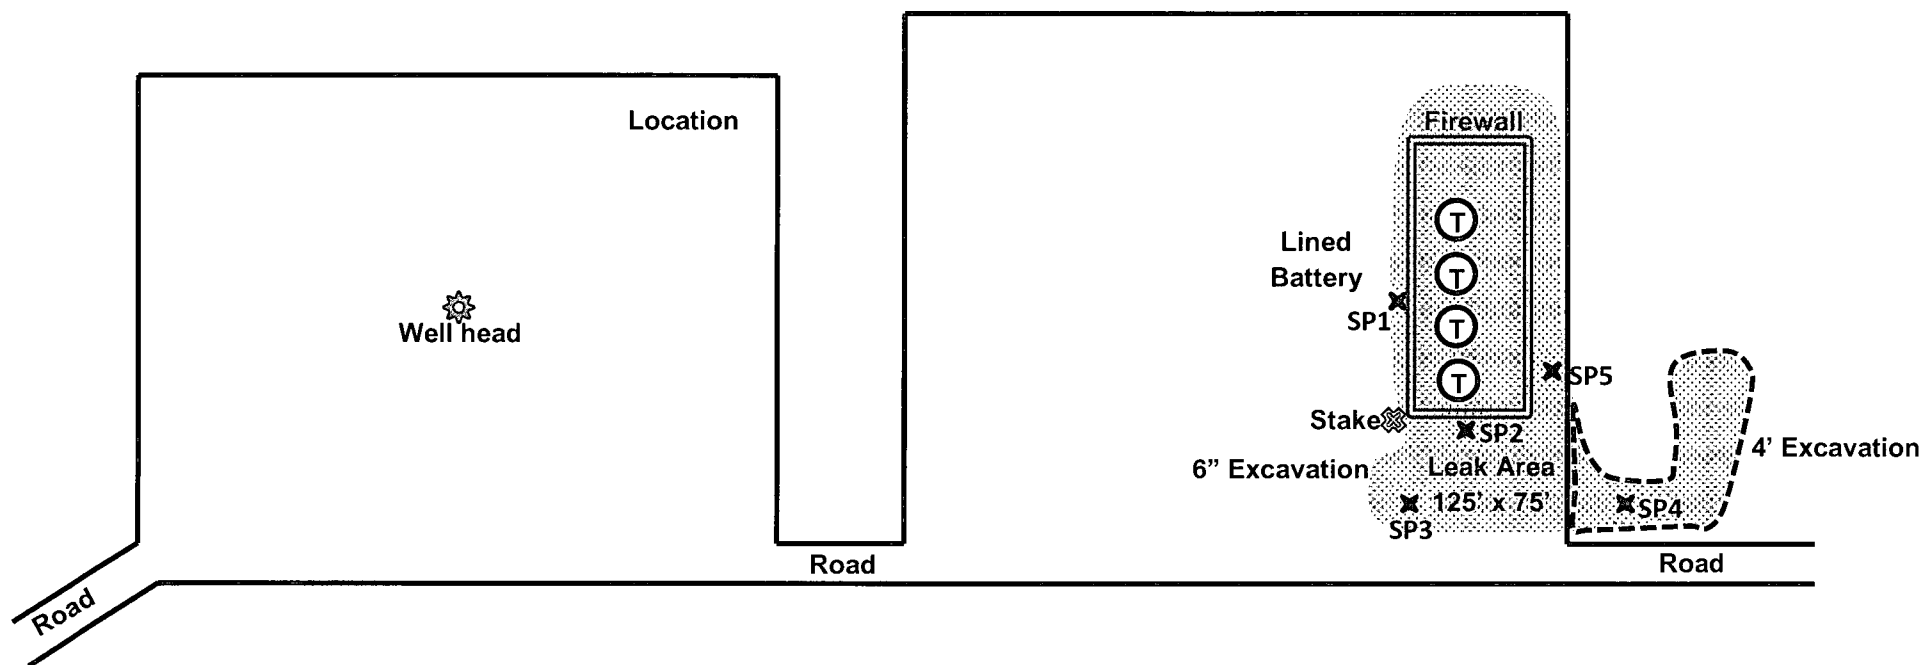 Location
Firewall
Lined
Battery
T
T
T
T
Well head
SP1
SP5
Stake
SP2
6” Excavation
Leak Area
125’ x 75’
4’ Excavation
SP3
SP4
Road
Road
Road